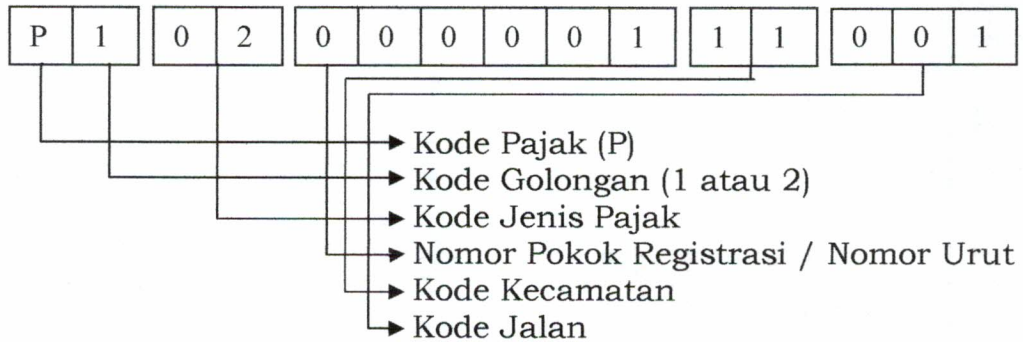 P 1 0 2 0 0 0 0 0 1 1 1 0 0 1
Kode Pajak (P)
Kode Golongan (1 atau 2)
Kode Jenis Pajak
Nomor Pokok Registrasi / Nomor Urut
Kode Kecamatan
Kode Jalan